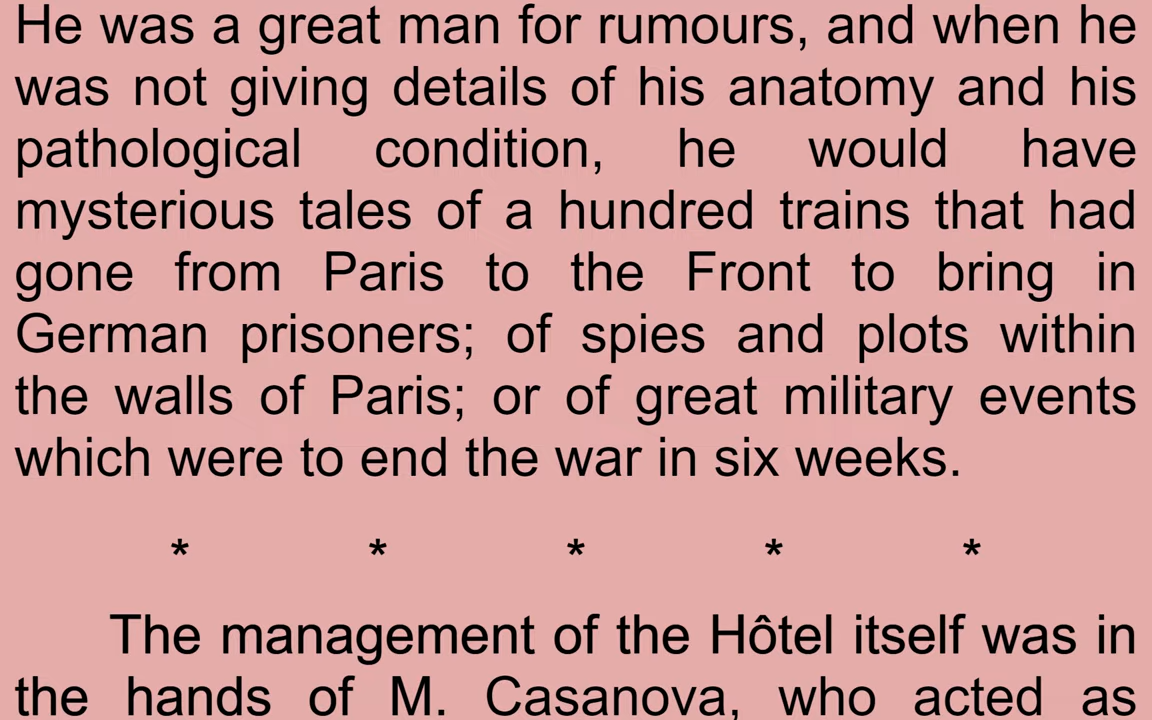 He was a great man for rumours, and when he
was not giving details of his anatomy and his
pathological condition, he would have
mysterious tales of a hundred trains that had
gone from Paris to the Front to bring in
German prisoners; of spies and plots within
the walls of Paris; or of great military events
which were to end the war in six weeks.
* * * * *
The management of the Hôtel itself was in
the hands of M. Casanova, who acted as